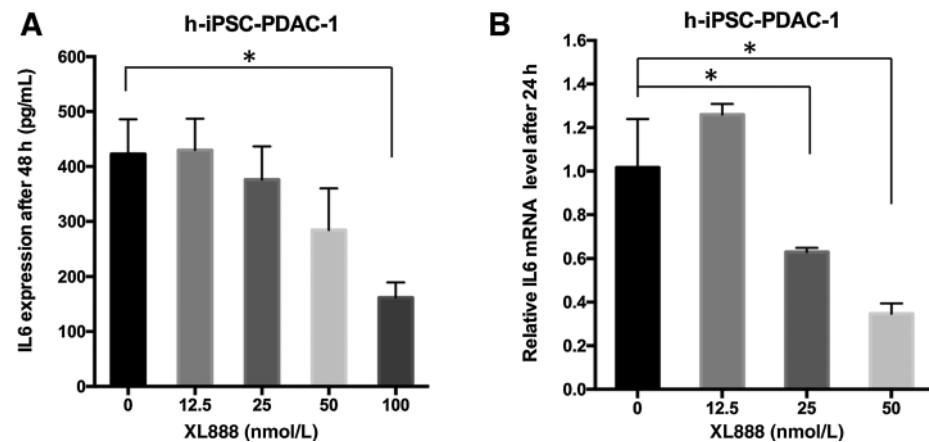 A
h-iPSC-PDAC-1
IL6 expression after 48 h (pg/mL)
600
500
400
300
200
100
0
*
0 12.5 25 50 100
XL888 (nmol/L)
B
h-iPSC-PDAC-1
Relative IL6 mRNA level after 24 h
1.6
1.4
1.2
1.0
0.8
0.6
0.4
0.2
0.0
*
*
0 12.5 25 50
XL888 (nmol/L)